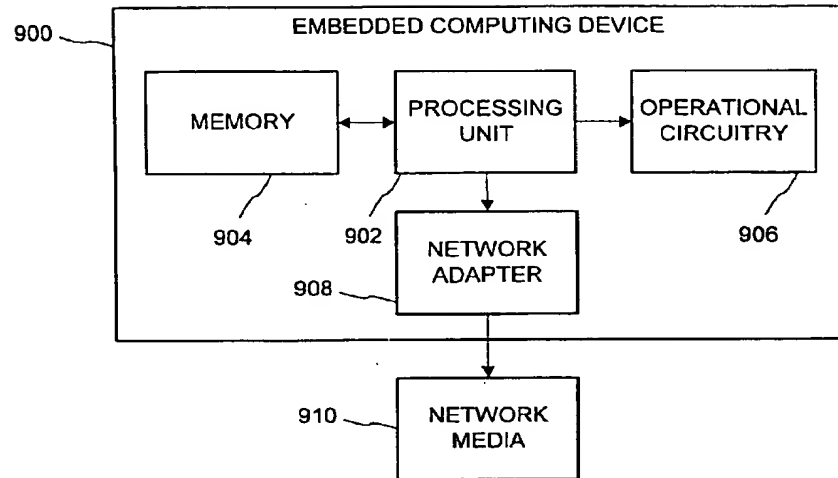 900
EMBEDDED COMPUTING DEVICE
MEMORY
PROCESSING
UNIT
OPERATIONAL
CIRCUITRY
904
902
906
NETWORK
ADAPTER
908
NETWORK
MEDIA
910